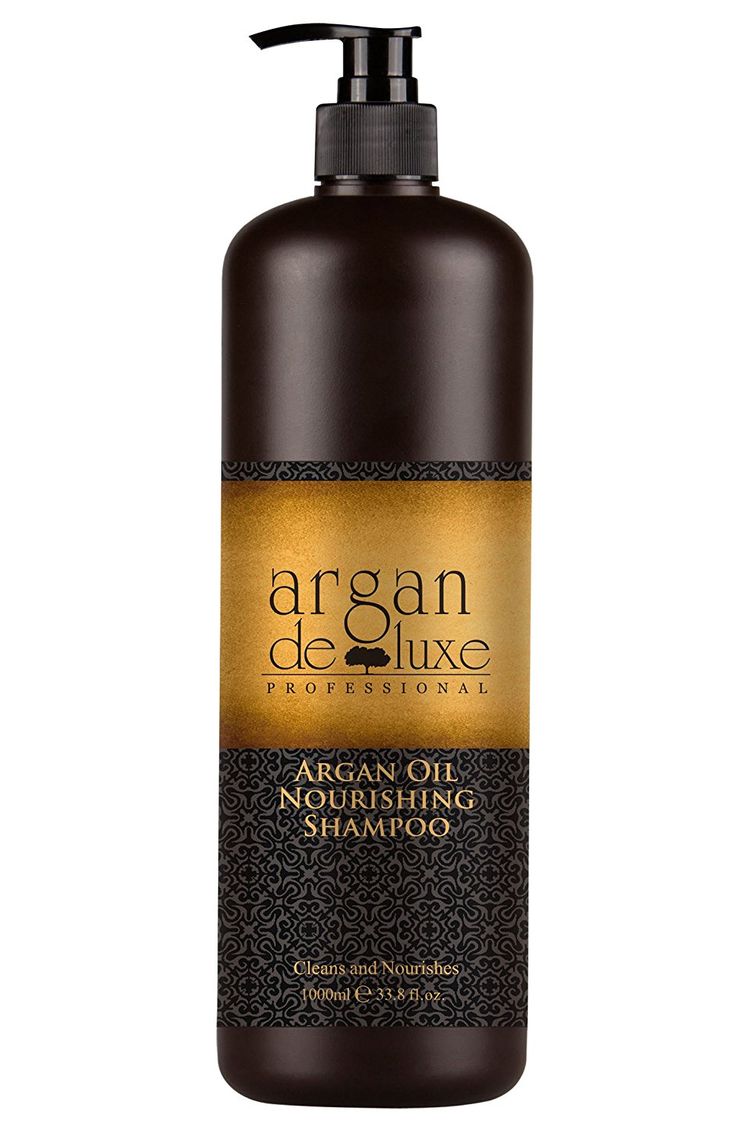 argan
de luxe
PROFESSIONAL
ARGAN OIL
NOURISHING
SHAMPOO
Cleans and Nourishes
1000ml ℮ 33.8 fl.oz.